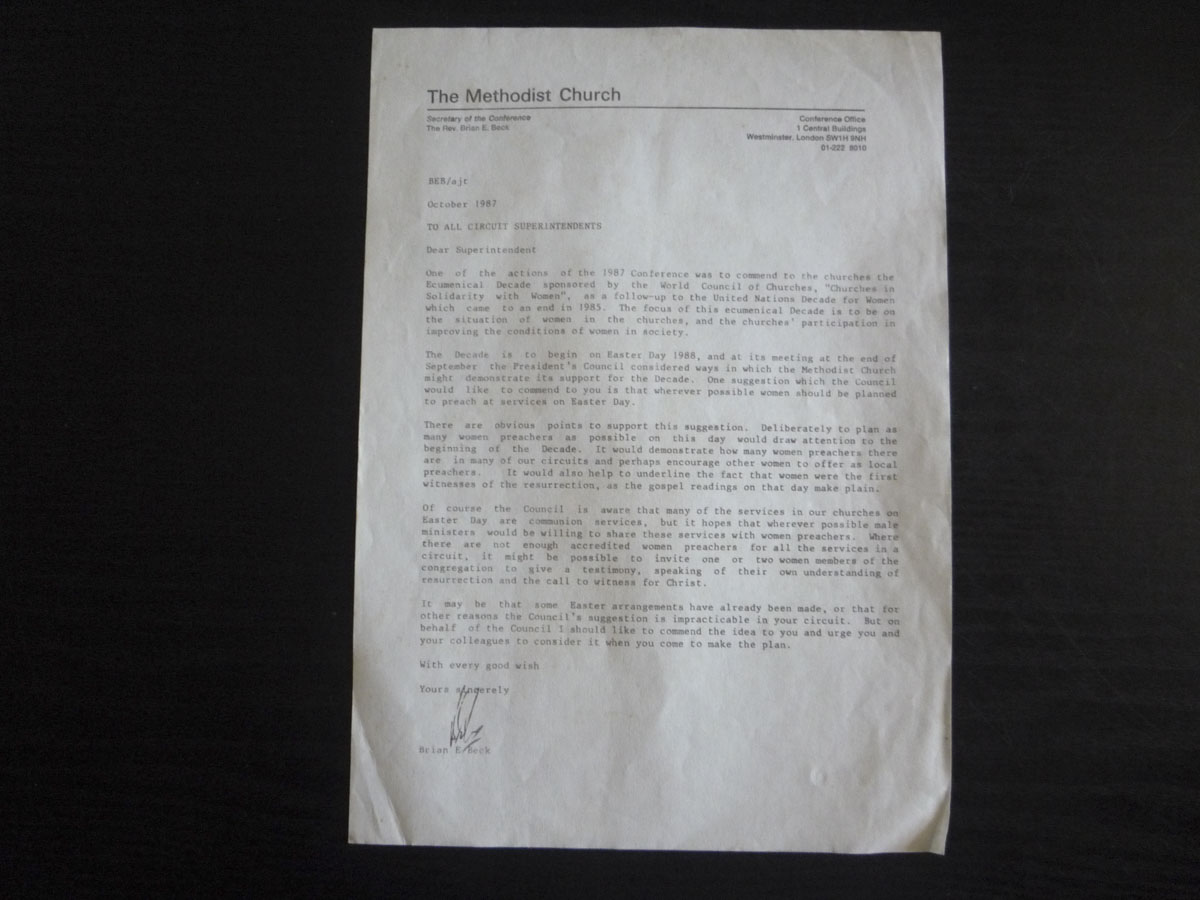 The Methodist Church
Secretary of the Conference
The Rev. Brian E. Beck
Conference Office
1 Central Buildings
Westminster, London SW1H 9NH
01-222 8010
BEB/ajt
October 1987
TO ALL CIRCUIT SUPERINTENDENTS
Dear Superintendent
One of the actions of the 1987 Conference was to commend to the churches the
Ecumenical Decade sponsored by the World Council of Churches, "Churches in
Solidarity with Women", as a follow-up to the United Nations Decade for Women
which came to an end in 1985. The focus of this ecumenical Decade is to be on
the situation of women in the churches, and the churches' participation in
improving the conditions of women in society.
The Decade is to begin on Easter Day 1988, and at its meeting at the end of
September the President's Council considered ways in which the Methodist Church
might demonstrate its support for the Decade. One suggestion which the Council
would like to commend to you is that wherever possible women should be planned
to preach at services on Easter Day.
There are obvious points to support this suggestion. Deliberately to plan as
many women preachers as possible on this day would draw attention to the
beginning of the Decade. It would demonstrate how many women preachers there
are in many of our circuits and perhaps encourage other women to offer as local
preachers. It would also help to underline the fact that women were the first
witnesses of the resurrection, as the gospel readings on that day make plain.
Of course the Council is aware that many of the services in our churches on
Easter Day are communion services, but it hopes that wherever possible male
ministers would be willing to share these services with women preachers. Where
there are not enough accredited women preachers for all the services in a
circuit, it might be possible to invite one or two women members of the
congregation to give a testimony, speaking of their own understanding of
resurrection and the call to witness for Christ.
It may be that some Easter arrangements have already been made, or that for
other reasons the Council's suggestion is impracticable in your circuit. But on
behalf of the Council I should like to commend the idea to you and urge you and
your colleagues to consider it when you come to make the plan.
With every good wish
Yours sincerely
Brian E Beck